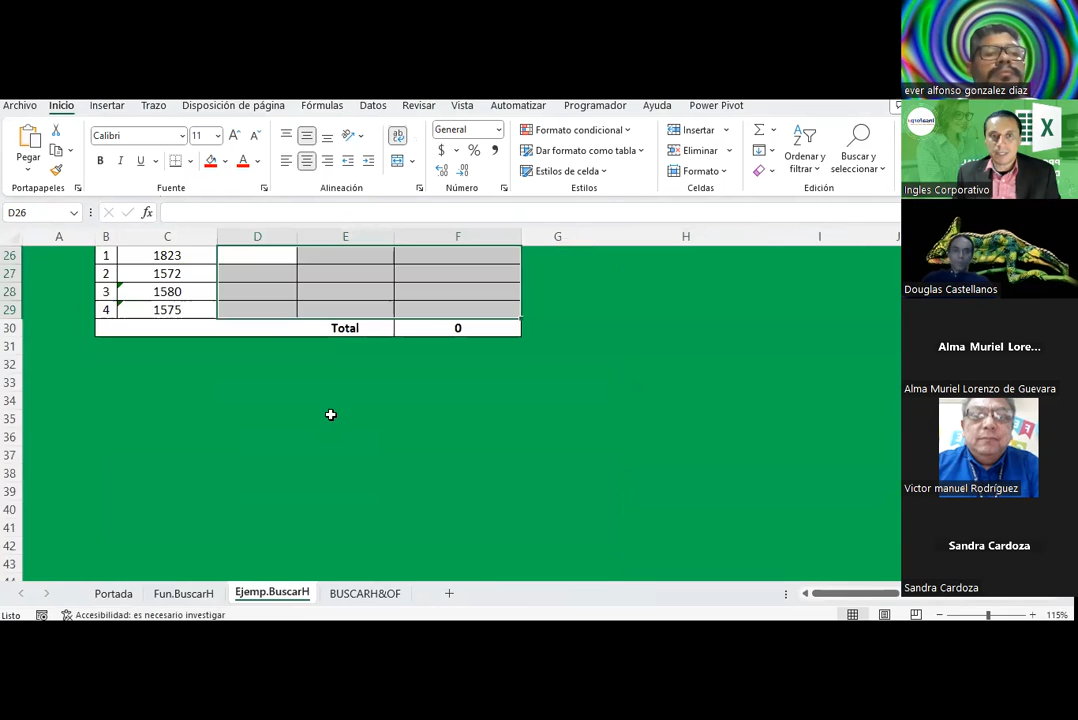 Archivo Inicio Insertar Trazo Disposición de página Fórmulas Datos Revisar Vista Automatizar Programador Ayuda Power Pivot
Pegar
Portapapeles
Calibri 11
Fuente
Alineación
General
Número
Formato condicional
Dar formato como tabla
Estilos de celda
Estilos
Insertar
Eliminar
Formato
Celdas
Ordenar y filtrar
Buscar y seleccionar
Edición
D26
A B C D E F G H I J
26 1 1823
27 2 1572
28 3 1580
29 4 1575
30 Total 0
31
32
33
34
35
36
37
38
39
40
41
42
43
Portada Fun.BuscarH Ejemp.BuscarH BUSCARH&OF
Listo Accesibilidad: es necesario investigar 115%
ever alfonso gonzalez diaz
Ingles Corporativo
Douglas Castellanos
Alma Muriel Lore...
Alma Muriel Lorenzo de Guevara
Victor manuel Rodríguez
Sandra Cardoza
Sandra Cardoza